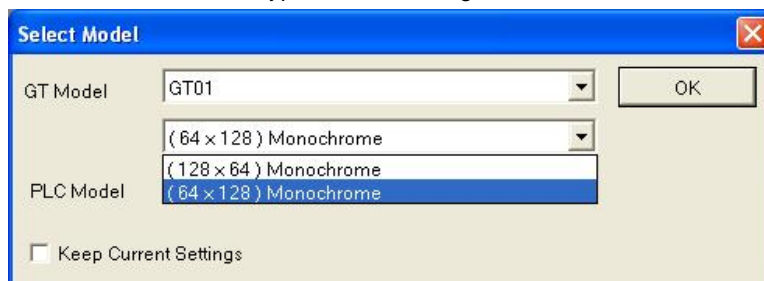 Select Model
GT Model
GT01
OK
( 64 x 128 ) Monochrome
( 128 x 64 ) Monochrome
PLC Model
( 64 x 128 ) Monochrome
Keep Current Settings